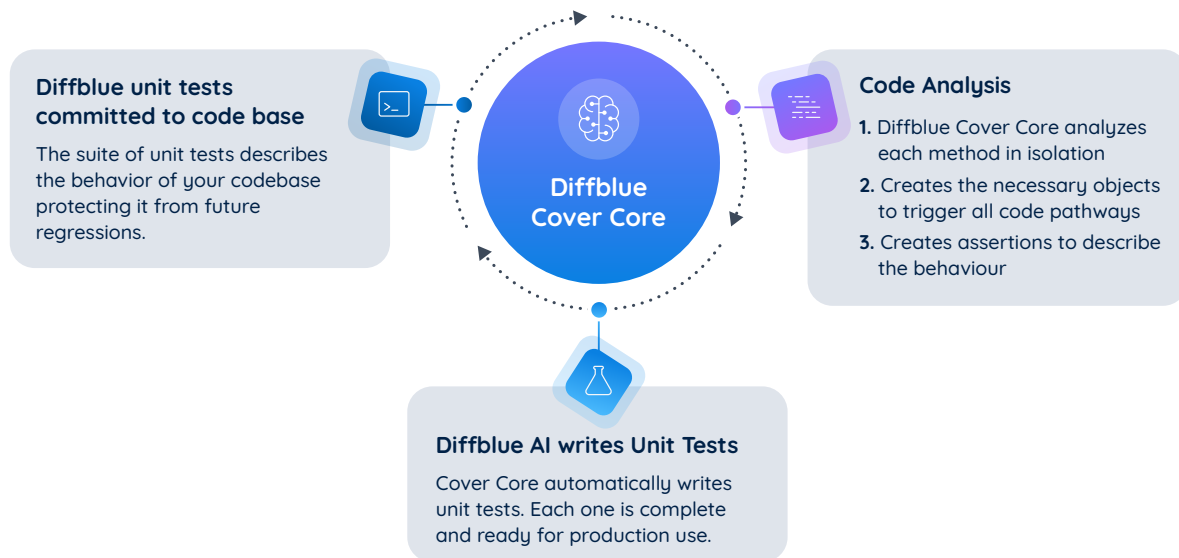 Diffblue unit tests
committed to code base
The suite of unit tests describes
the behavior of your codebase
protecting it from future
regressions.
>_
Diffblue
Cover Core
Code Analysis
1. Diffblue Cover Core analyzes
each method in isolation
2. Creates the necessary objects
to trigger all code pathways
3. Creates assertions to describe
the behaviour
Diffblue AI writes Unit Tests
Cover Core automatically writes
unit tests. Each one is complete
and ready for production use.